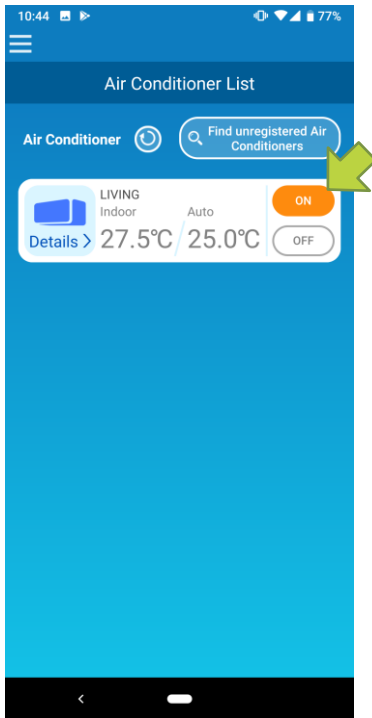 10:44 77%
Air Conditioner List
Air Conditioner
Find unregistered Air
Conditioners
LIVING
Indoor Auto
Details > 27.5℃ 25.0℃
ON
OFF